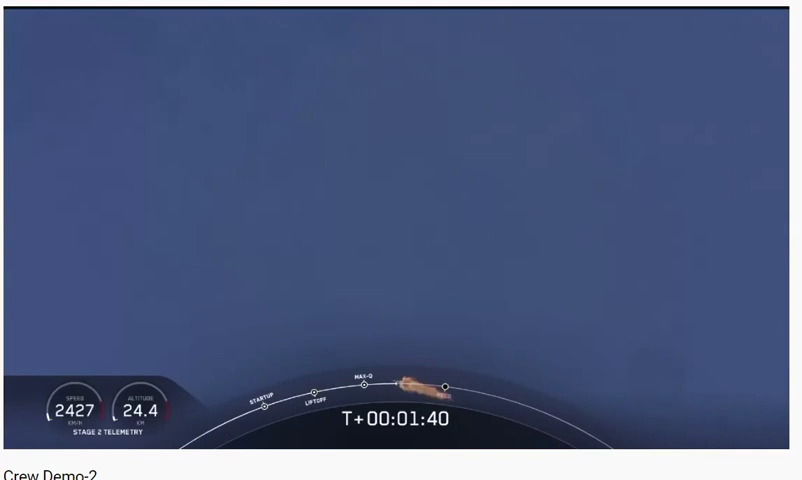 MAX-Q
STARTUP
LIFTOFF
SPEED
2427
KM/H
ALTITUDE
24.4
KM
STAGE 2 TELEMETRY
T+00:01:40
Crew Demo-2